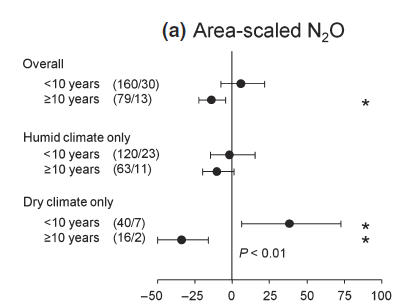 (a) Area-scaled N₂O
Overall
<10 years (160/30)
≥10 years (79/13)
*
Humid climate only
<10 years (120/23)
≥10 years (63/11)
Dry climate only
<10 years (40/7)
*
≥10 years (16/2)
*
P < 0.01
−50 −25 0 25 50 75 100